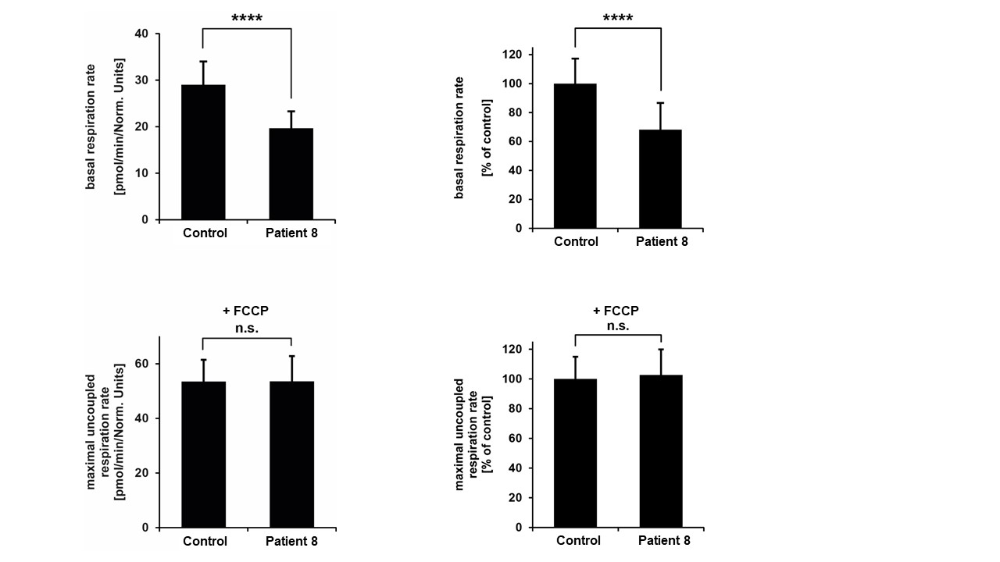 ****
40
30
20
10
0
basal respiration rate
[pmol/min/Norm. Units]
Control
Patient 8
****
120
100
80
60
40
20
0
basal respiration rate
[% of control]
Control
Patient 8
+ FCCP
n.s.
60
40
20
0
maximal uncoupled
respiration rate
[pmol/min/Norm. Units]
Control
Patient 8
+ FCCP
n.s.
120
100
80
60
40
20
0
maximal uncoupled
respiration rate
[% of control]
Control
Patient 8